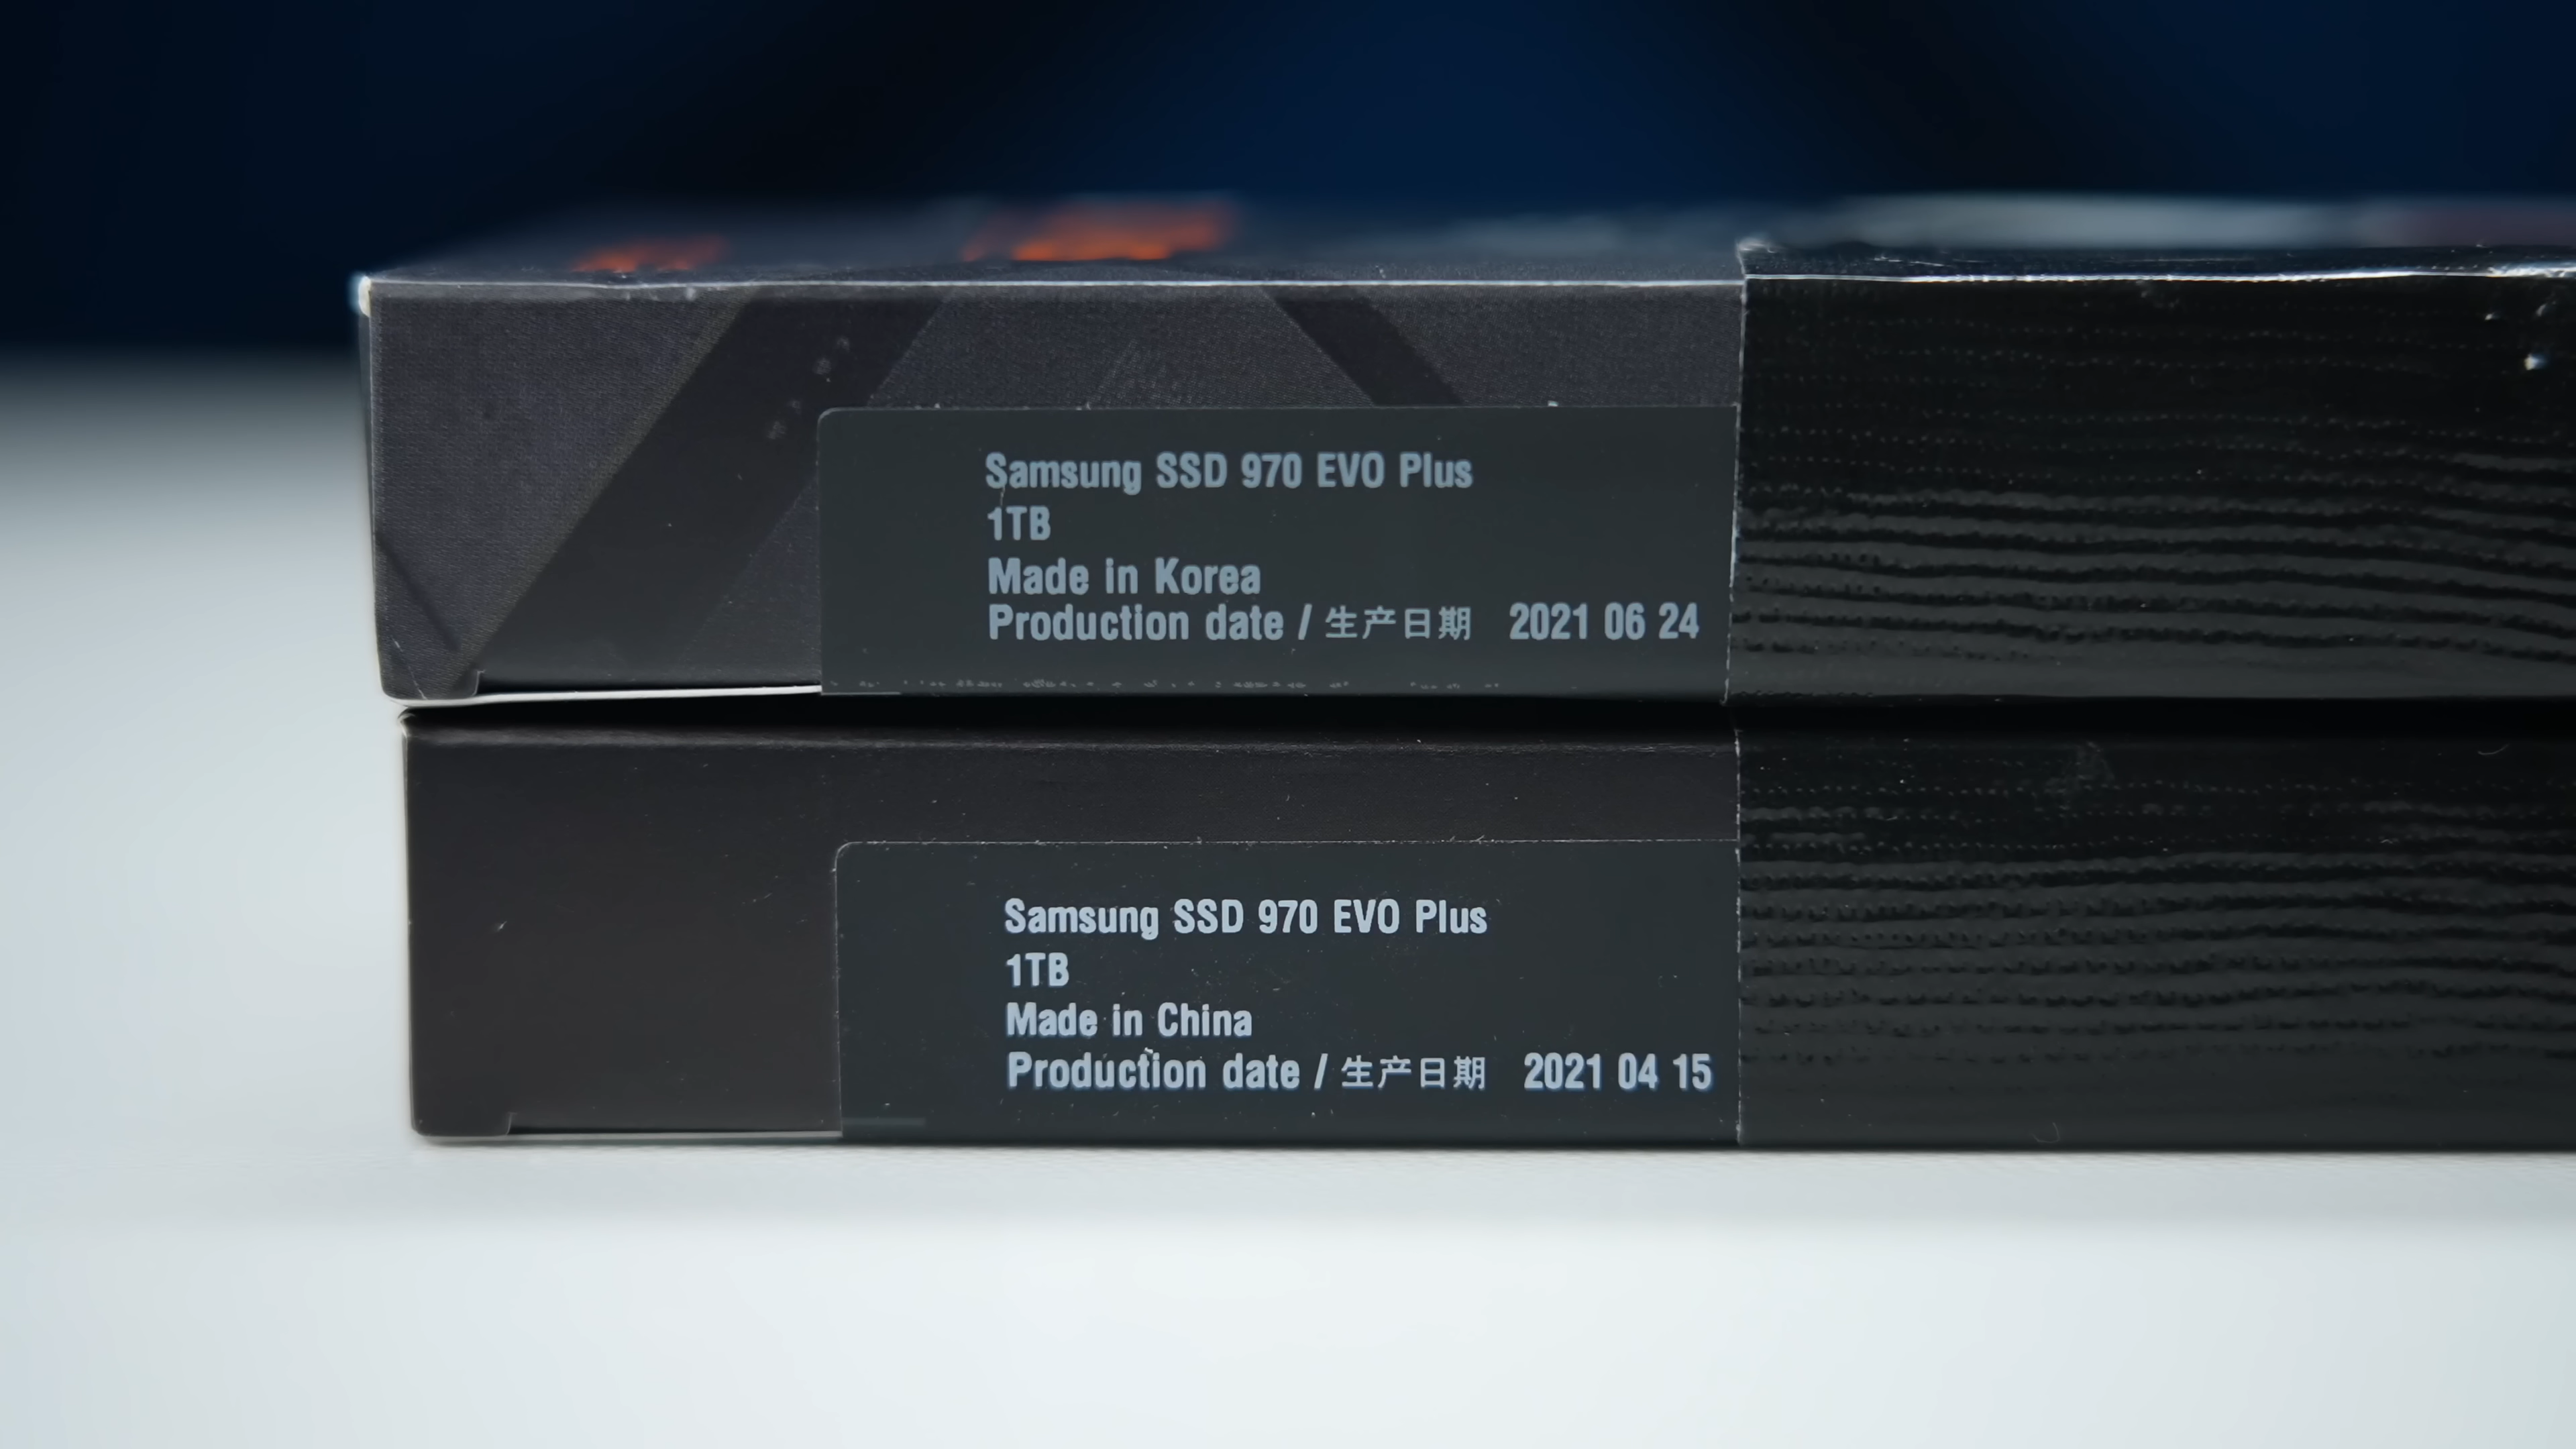 Samsung SSD 970 EVO Plus
1TB
Made in Korea
Production date / 生产日期 2021 06 24
Samsung SSD 970 EVO Plus
1TB
Made in China
Production date / 生产日期 2021 04 15